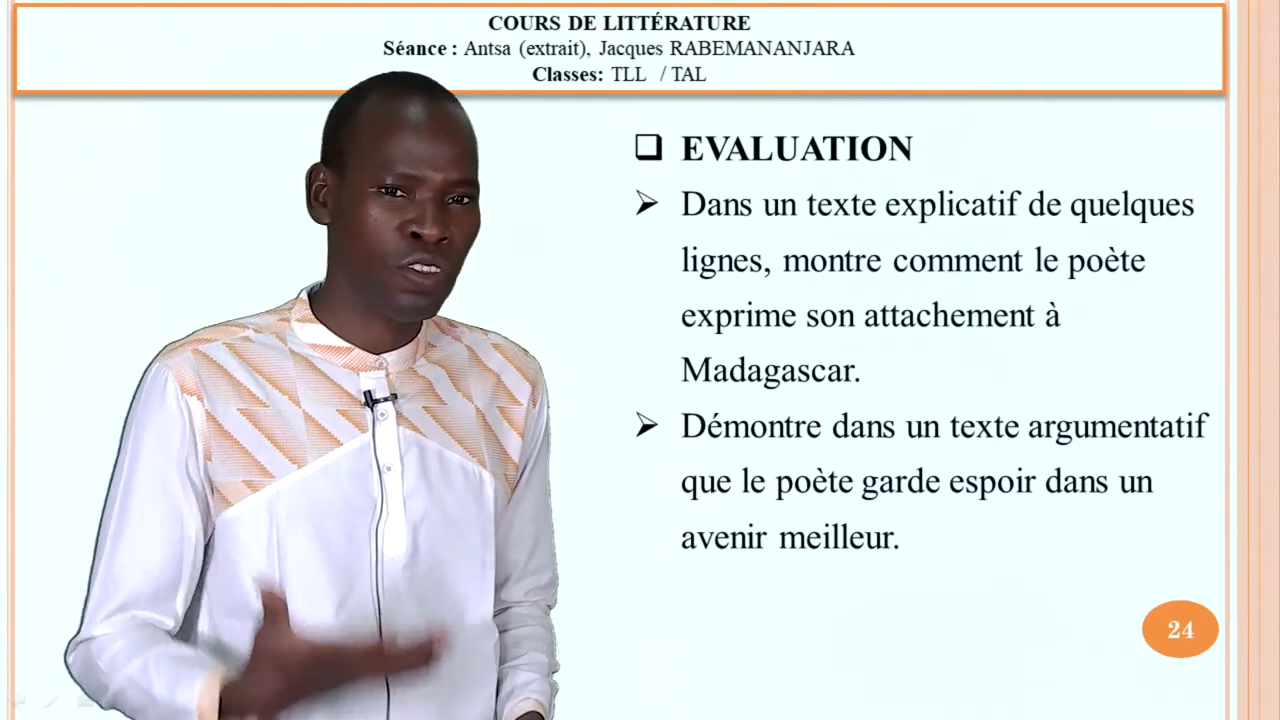 COURS DE LITTÉRATURE
Séance : Antsa (extrait), Jacques RABEMANANJARA
Classes: TLL / TAL
EVALUATION
Dans un texte explicatif de quelques
lignes, montre comment le poète
exprime son attachement à
Madagascar.
Démontre dans un texte argumentatif
que le poète garde espoir dans un
avenir meilleur.
24